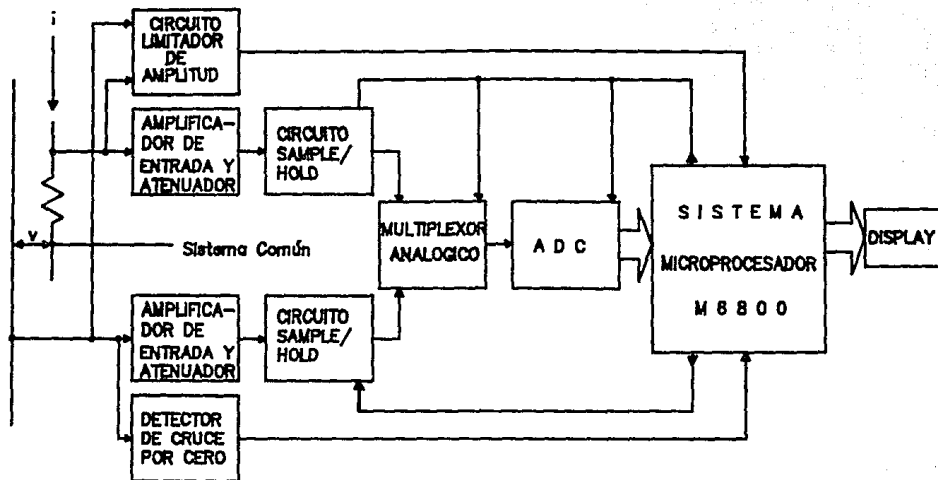 i
CIRCUITO
LIMITADOR
DE
AMPLITUD
AMPLIFICA-
DOR DE
ENTRADA Y
ATENUADOR
CIRCUITO
SAMPLE/
HOLD
V
Sistema Común
MULTIPLEXOR
ANALOGICO
A D C
S I S T E M A
MICROPROCESADOR
M 6 8 0 0
DISPLAY
AMPLIFICA-
DOR DE
ENTRADA Y
ATENUADOR
CIRCUITO
SAMPLE/
HOLD
DETECTOR
DE CRUCE
POR CERO